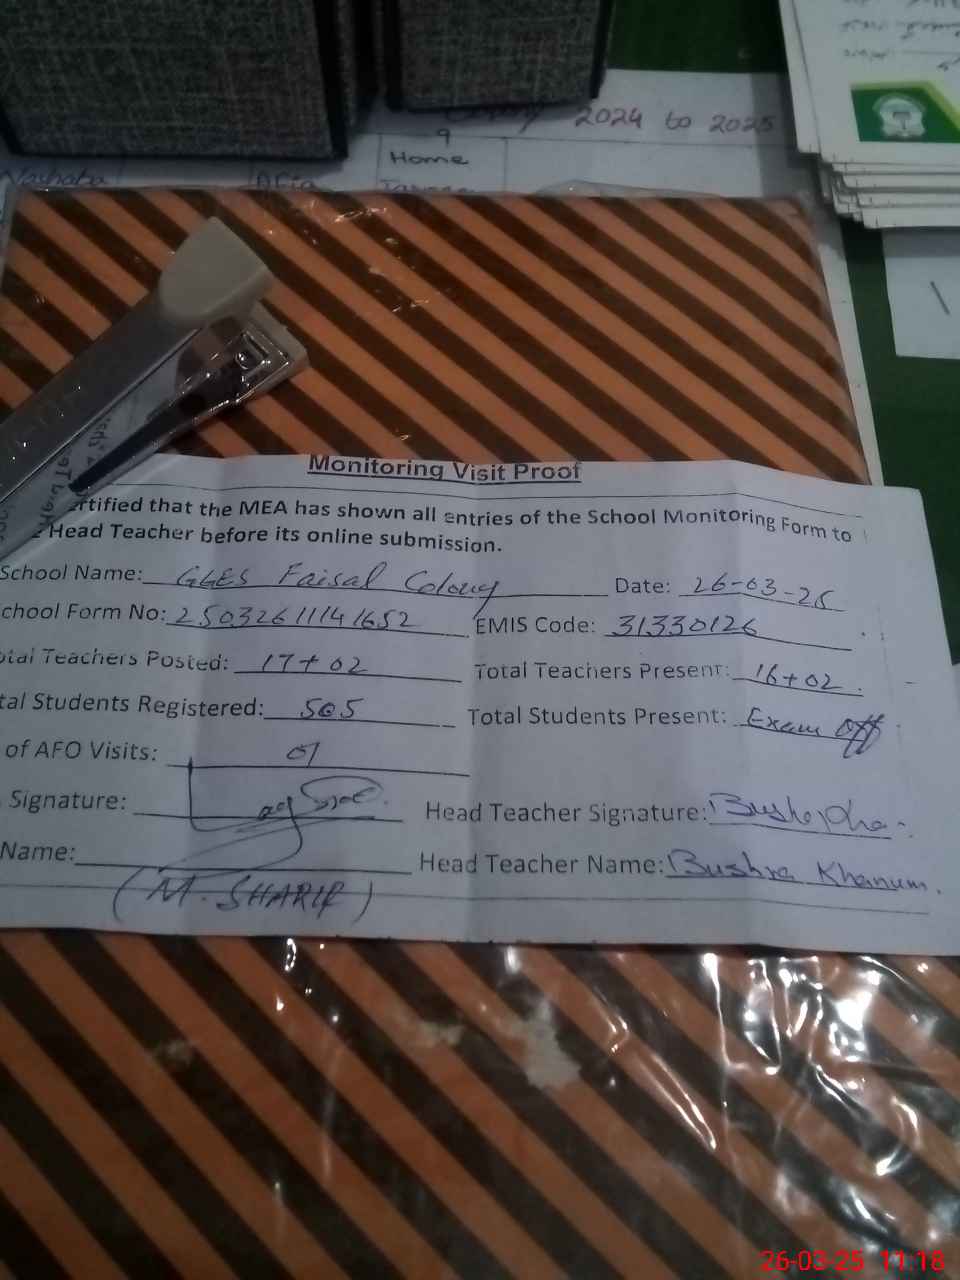 2024 to 2025
9
Home
Monitoring Visit Proof
rtified that the MEA has shown all entries of the School Monitoring Form to
Head Teacher before its online submission.
School Name: GGES Faisal Colony Date: 26-03-25
chool Form No: 2503261114 1652 EMIS Code: 31330126
otal Teachers Posted: 17+02 Total Teachers Present: 16+02.
tal Students Registered: 505 Total Students Present: Exam Off
of AFO Visits: 01
Signature: Head Teacher Signature:
Name: Head Teacher Name: Bushra Khanum.
(M. SHARIF)
26-03-25 11:18